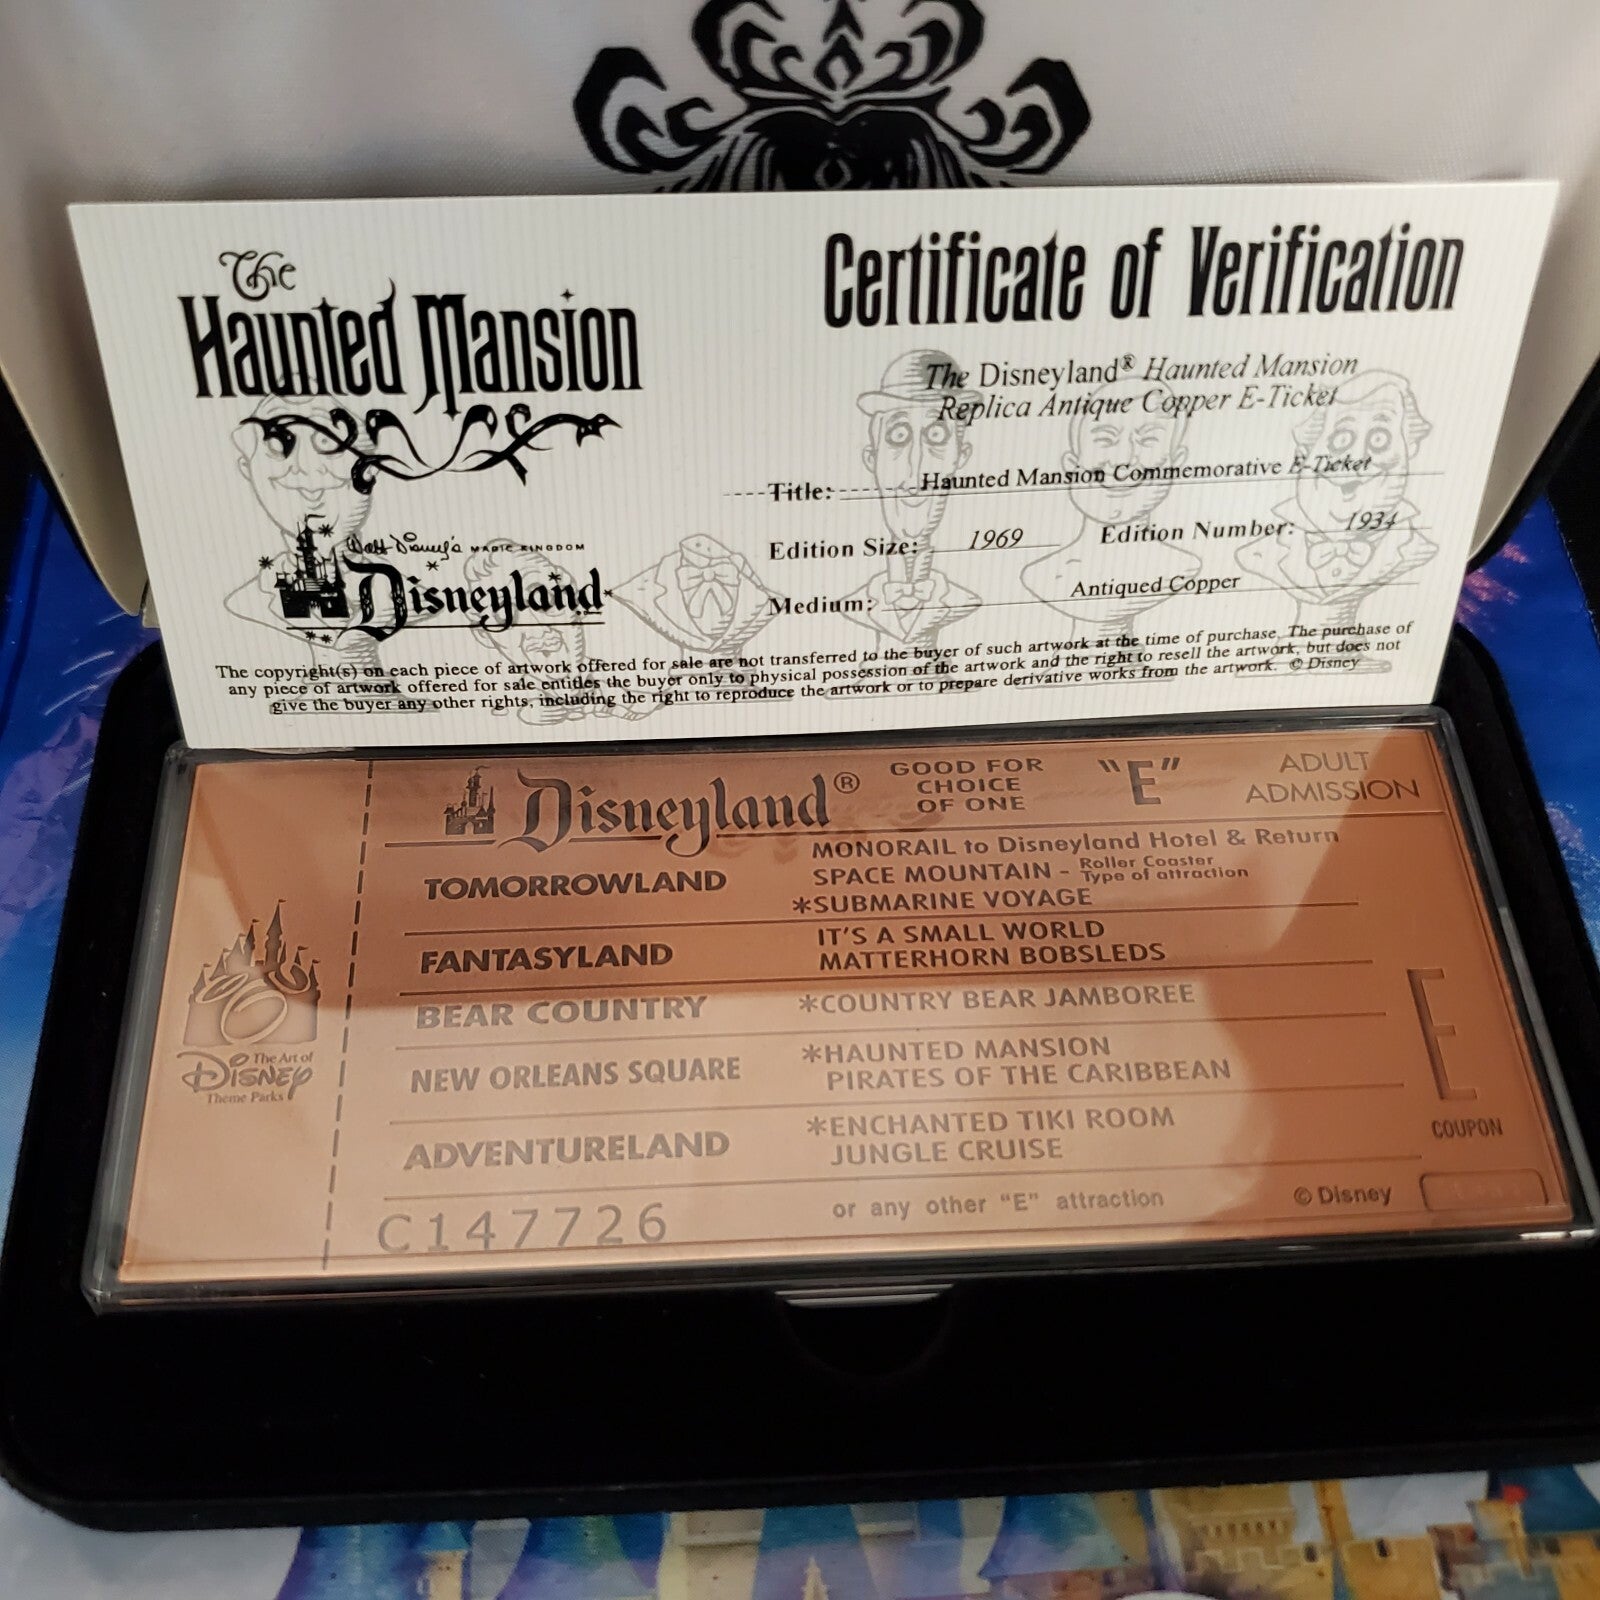 The
Haunted Mansion
Walt Disney's MAGIC KINGDOM
Disneyland
Certificate of Verification
The Disneyland® Haunted Mansion
Replica Antique Copper E-Ticket
Title: Haunted Mansion Commemorative E-Ticket
Edition Size: 1969 Edition Number: 1934
Medium: Antiqued Copper
The copyright(s) on each piece of artwork offered for sale are not transferred to the buyer of such artwork at the time of purchase. The purchase of
any piece of artwork offered for sale entitles the buyer only to physical possession of the artwork and the right to resell the artwork, but does not
give the buyer any other rights, including the right to reproduce the artwork or to prepare derivative works from the artwork. © Disney
Disneyland®
GOOD FOR
CHOICE
OF ONE
"E"
ADULT
ADMISSION
TOMORROWLAND
MONORAIL to Disneyland Hotel & Return
SPACE MOUNTAIN - Roller Coaster
Type of attraction
*SUBMARINE VOYAGE
FANTASYLAND
IT'S A SMALL WORLD
MATTERHORN BOBSLEDS
BEAR COUNTRY
*COUNTRY BEAR JAMBOREE
NEW ORLEANS SQUARE
*HAUNTED MANSION
PIRATES OF THE CARIBBEAN
ADVENTURELAND
*ENCHANTED TIKI ROOM
JUNGLE CRUISE
C147726
or any other "E" attraction
© Disney
E
COUPON
The Art of
Disney
Theme Parks